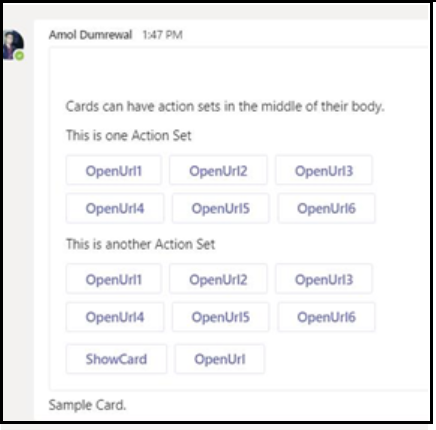 Amol Dumrewal 1:47 PM
Cards can have action sets in the middle of their body.
This is one Action Set
OpenUrl1 OpenUrl2 OpenUrl3
OpenUrl4 OpenUrl5 OpenUrl6
This is another Action Set
OpenUrl1 OpenUrl2 OpenUrl3
OpenUrl4 OpenUrl5 OpenUrl6
ShowCard OpenUrl
Sample Card.